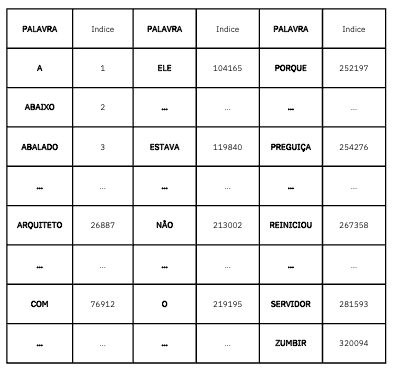 PALAVRA Indice PALAVRA Indice PALAVRA Indice
A 1 ELE 104165 PORQUE 252197
ABAIXO 2 ... ... ... ...
ABALADO 3 ESTAVA 119840 PREGUIÇA 254276
... ... ... ... ... ...
ARQUITETO 26887 NÃO 213002 REINICIOU 267358
... ... ... ... ... ...
COM 76912 O 219195 SERVIDOR 281593
... ... ... ... ZUMBIR 320094